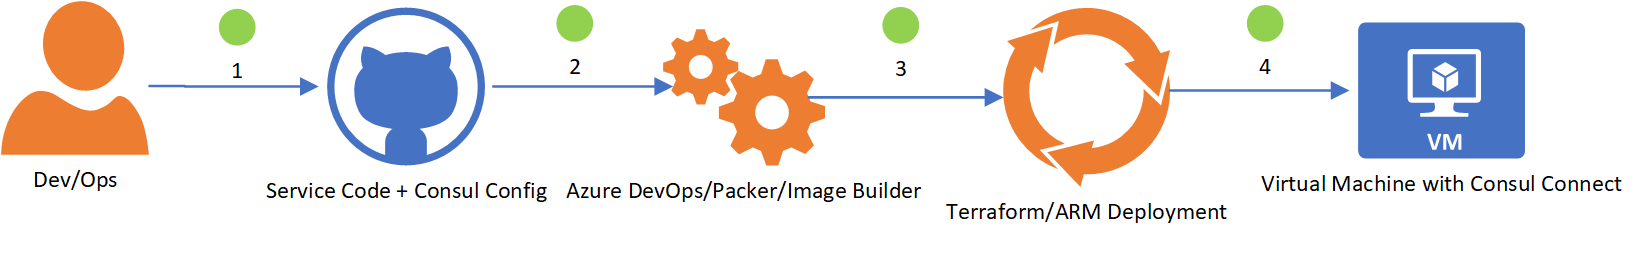 1
2
3
4
VM
Dev/Ops
Service Code + Consul Config
Azure DevOps/Packer/Image Builder
Terraform/ARM Deployment
Virtual Machine with Consul Connect